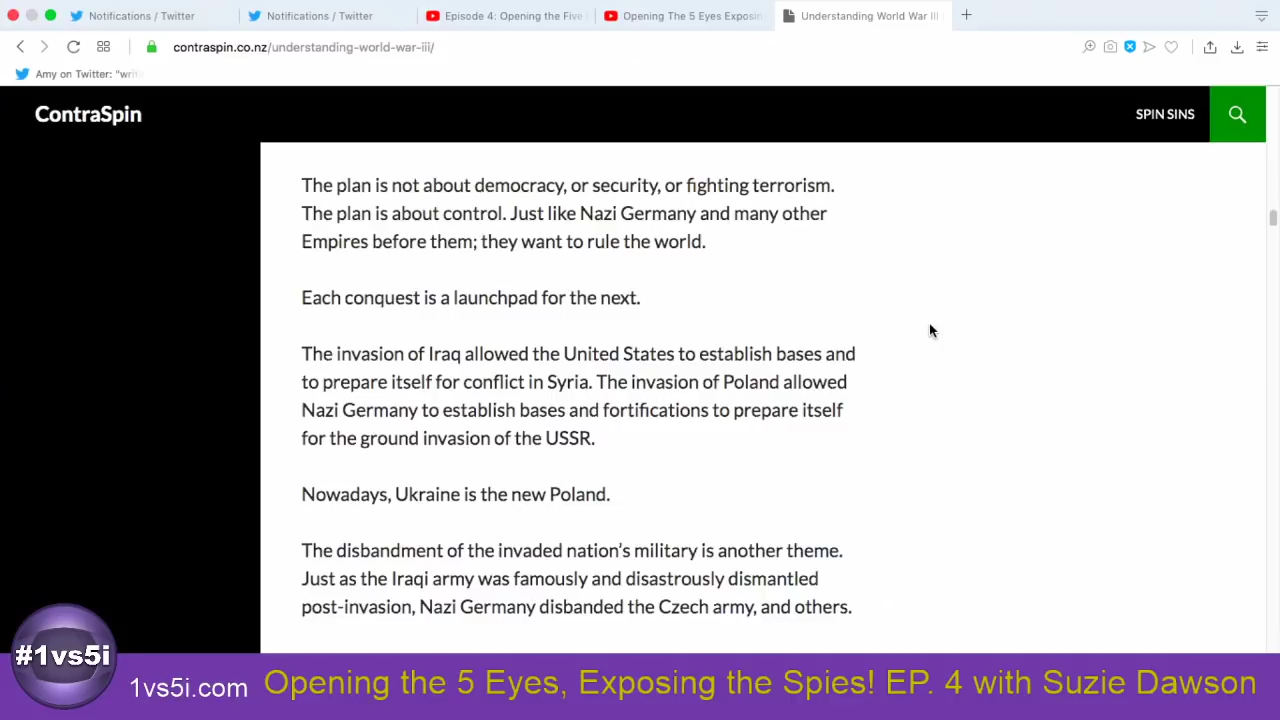 Notifications / Twitter
Notifications / Twitter
Episode 4: Opening the Five
Opening The 5 Eyes Exposin
Understanding World War III
contraspin.co.nz/understanding-world-war-iii/
Amy on Twitter: "writ
ContraSpin
SPIN SINS
The plan is not about democracy, or security, or fighting terrorism.
The plan is about control. Just like Nazi Germany and many other
Empires before them; they want to rule the world.
Each conquest is a launchpad for the next.
The invasion of Iraq allowed the United States to establish bases and
to prepare itself for conflict in Syria. The invasion of Poland allowed
Nazi Germany to establish bases and fortifications to prepare itself
for the ground invasion of the USSR.
Nowadays, Ukraine is the new Poland.
The disbandment of the invaded nation's military is another theme.
Just as the Iraqi army was famously and disastrously dismantled
post-invasion, Nazi Germany disbanded the Czech army, and others.
#1vs5i
1vs5i.com
Opening the 5 Eyes, Exposing the Spies! EP. 4 with Suzie Dawson